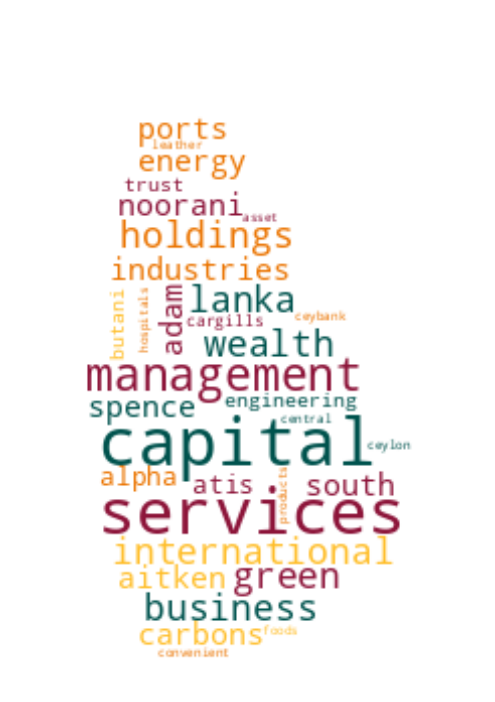 ports
leather
energy
trust
noorani
asset
holdings
industries
butani
hospitals
adam
lanka
cargills
ceybank
wealth
management
spence
engineering
central
capital
ceylon
alpha
atis
products
south
services
international
aitken
green
business
carbons
foods
convenient